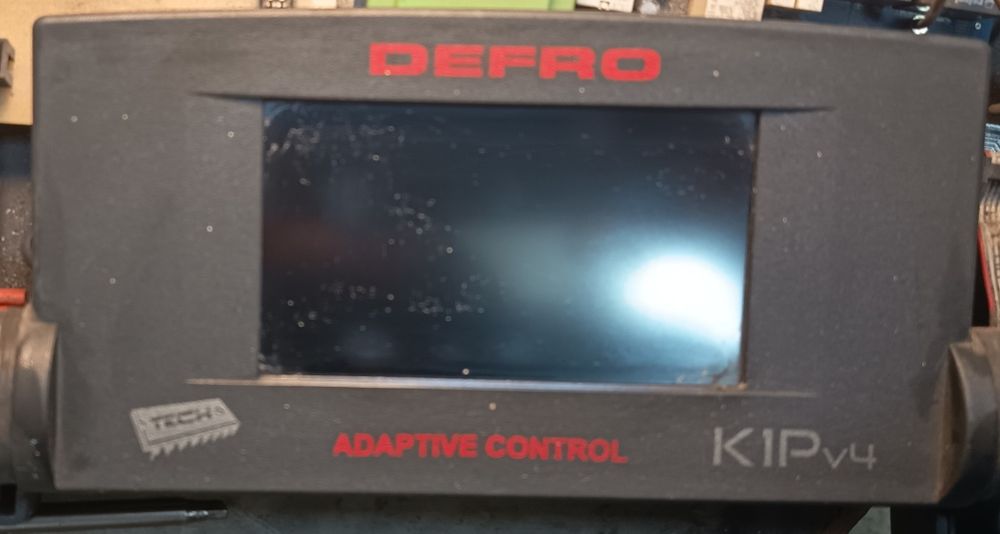 DEFRO
TECH
ADAPTIVE CONTROL
K1Pv4